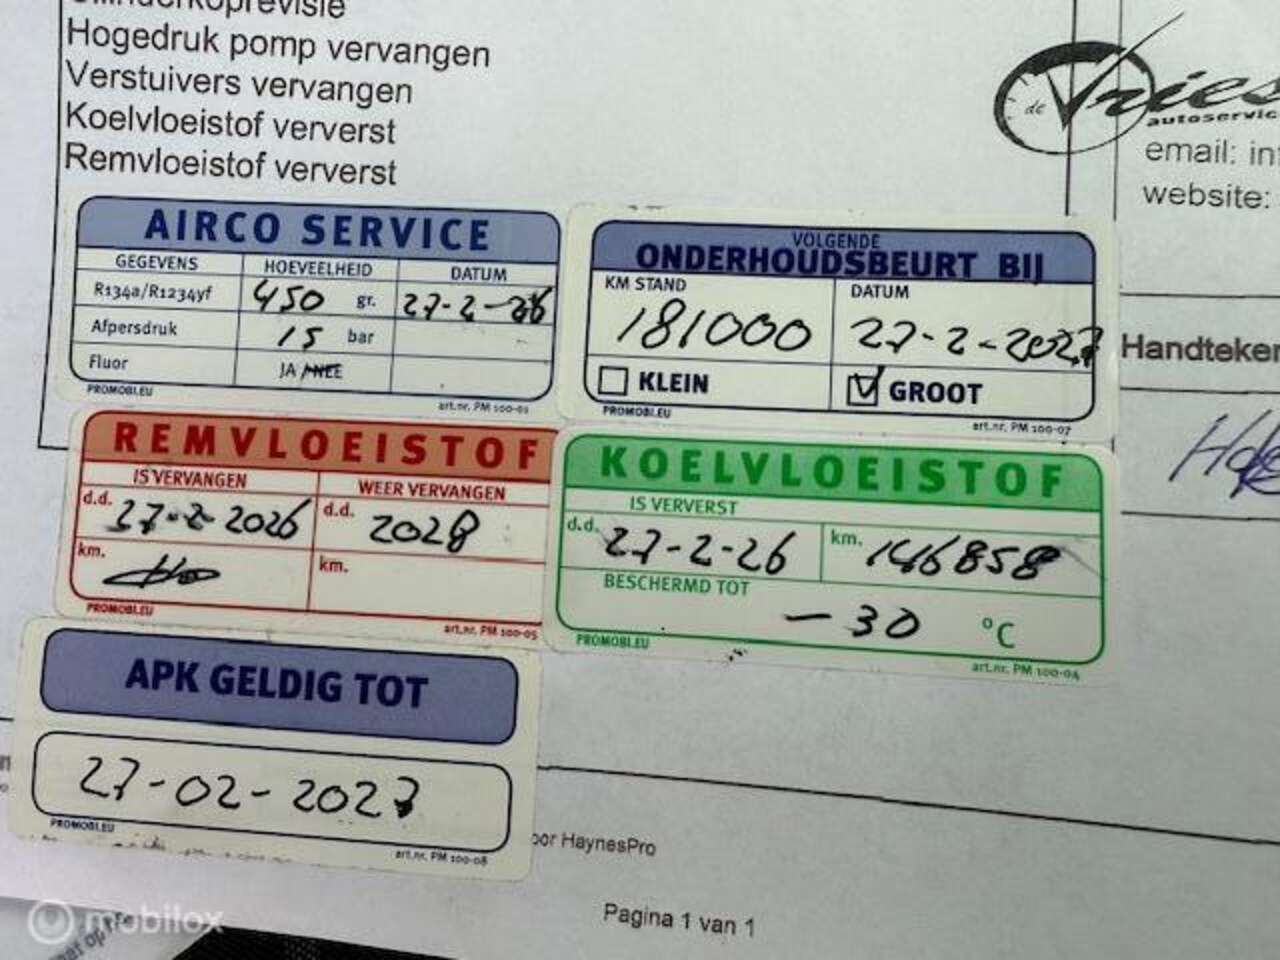 Hogedruk pomp vervangen
Verstuivers vervangen
Koelvloeistof ververst
Remvloeistof ververst
de Vries
autoservice
email:
website:
AIRCO SERVICE
GEGEVENS HOEVEELHEID DATUM
R134a/R1234yf 450 gr. 27-2-26
Afpersdruk 15 bar
Fluor JA/NEE
PROMOBI.EU art.nr. PM 100-01
VOLGENDE
ONDERHOUDSBEURT BIJ
KM STAND DATUM
181000 27-2-2027
KLEIN GROOT
PROMOBI.EU art.nr. PM 100-07
REMVLOEISTOF
IS VERVANGEN WEER VERVANGEN
d.d. 27-2-2026 d.d. 2028
km. km.
PROMOBI.EU art.nr. PM 100-05
KOELVLOEISTOF
IS VERVERST
d.d. 27-2-26 km. 146858
BESCHERMD TOT
-30 °C
PROMOBI.EU art.nr. PM 100-04
APK GELDIG TOT
27-02-2027
PROMOBI.EU art.nr. PM 100-08
HaynesPro
Pagina 1 van 1
mobilox